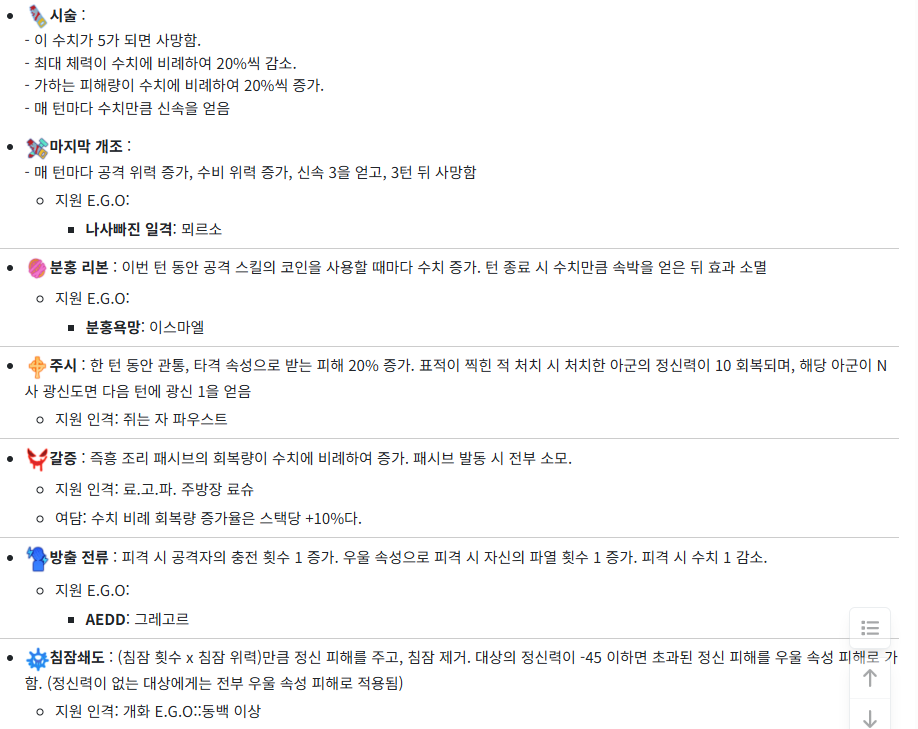 시술 :
- 이 수치가 5가 되면 사망함.
- 최대 체력이 수치에 비례하여 20%씩 감소.
- 가하는 피해량이 수치에 비례하여 20%씩 증가.
- 매 턴마다 수치만큼 신속을 얻음
마지막 개조 :
- 매 턴마다 공격 위력 증가, 수비 위력 증가, 신속 3을 얻고, 3턴 뒤 사망함
지원 E.G.O:
나사빠진 일격: 뫼르소
분홍 리본 : 이번 턴 동안 공격 스킬의 코인을 사용할 때마다 수치 증가. 턴 종료 시 수치만큼 속박을 얻은 뒤 효과 소멸
지원 E.G.O:
분홍욕망: 이스마엘
주시 : 한 턴 동안 관통, 타격 속성으로 받는 피해 20% 증가. 표적이 찍힌 적 처치 시 처치한 아군의 정신력이 10 회복되며, 해당 아군이 N
사 광신도면 다음 턴에 광신 1을 얻음
지원 인격: 쥐는 자 파우스트
갈증 : 즉흥 조리 패시브의 회복량이 수치에 비례하여 증가. 패시브 발동 시 전부 소모.
지원 인격: 료.고.파. 주방장 료슈
여담: 수치 비례 회복량 증가율은 스택당 +10%다.
방출 전류 : 피격 시 공격자의 충전 횟수 1 증가. 우울 속성으로 피격 시 자신의 파열 횟수 1 증가. 피격 시 수치 1 감소.
지원 E.G.O:
AEDD: 그레고르
침잠쇄도 : (침잠 횟수 x 침잠 위력)만큼 정신 피해를 주고, 침잠 제거. 대상의 정신력이 -45 이하면 초과된 정신 피해를 우울 속성 피해로 가
함. (정신력이 없는 대상에게는 전부 우울 속성 피해로 적용됨)
지원 인격: 개화 E.G.O::동백 이상